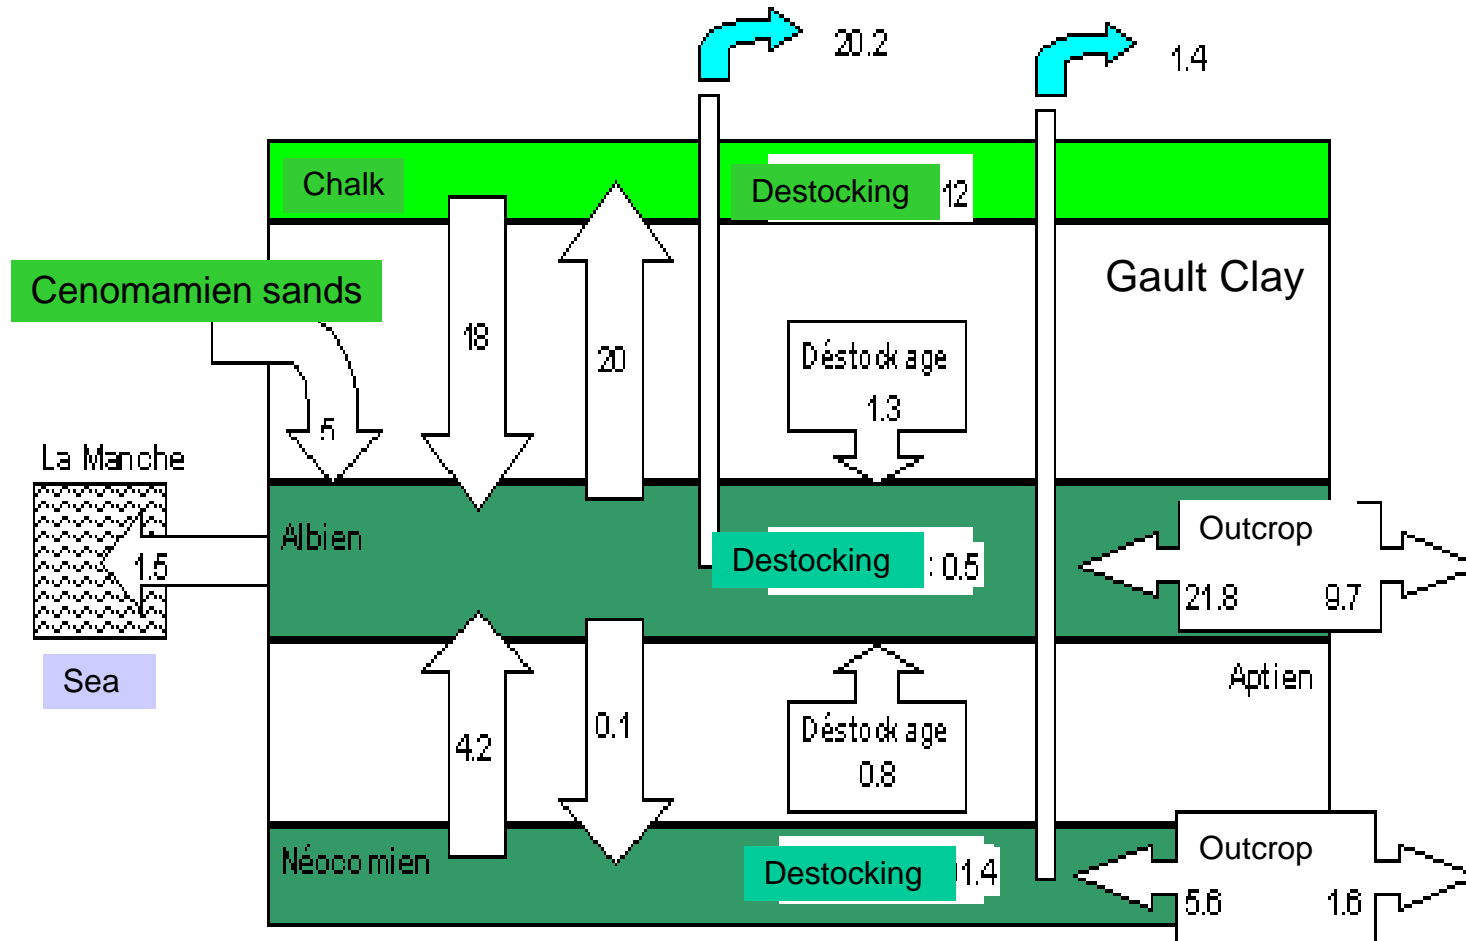 20.2
1.4
Chalk
Destocking 12
Cenomamien sands
Gault Clay
18
20
Déstockage
1.3
5
La Manche
Albien
1.5
Destocking : 0.5
Outcrop
21.8 9.7
Sea
Aptien
4.2
0.1
Déstockage
0.8
Néocomien
Destocking 1.4
Outcrop
5.6 1.6